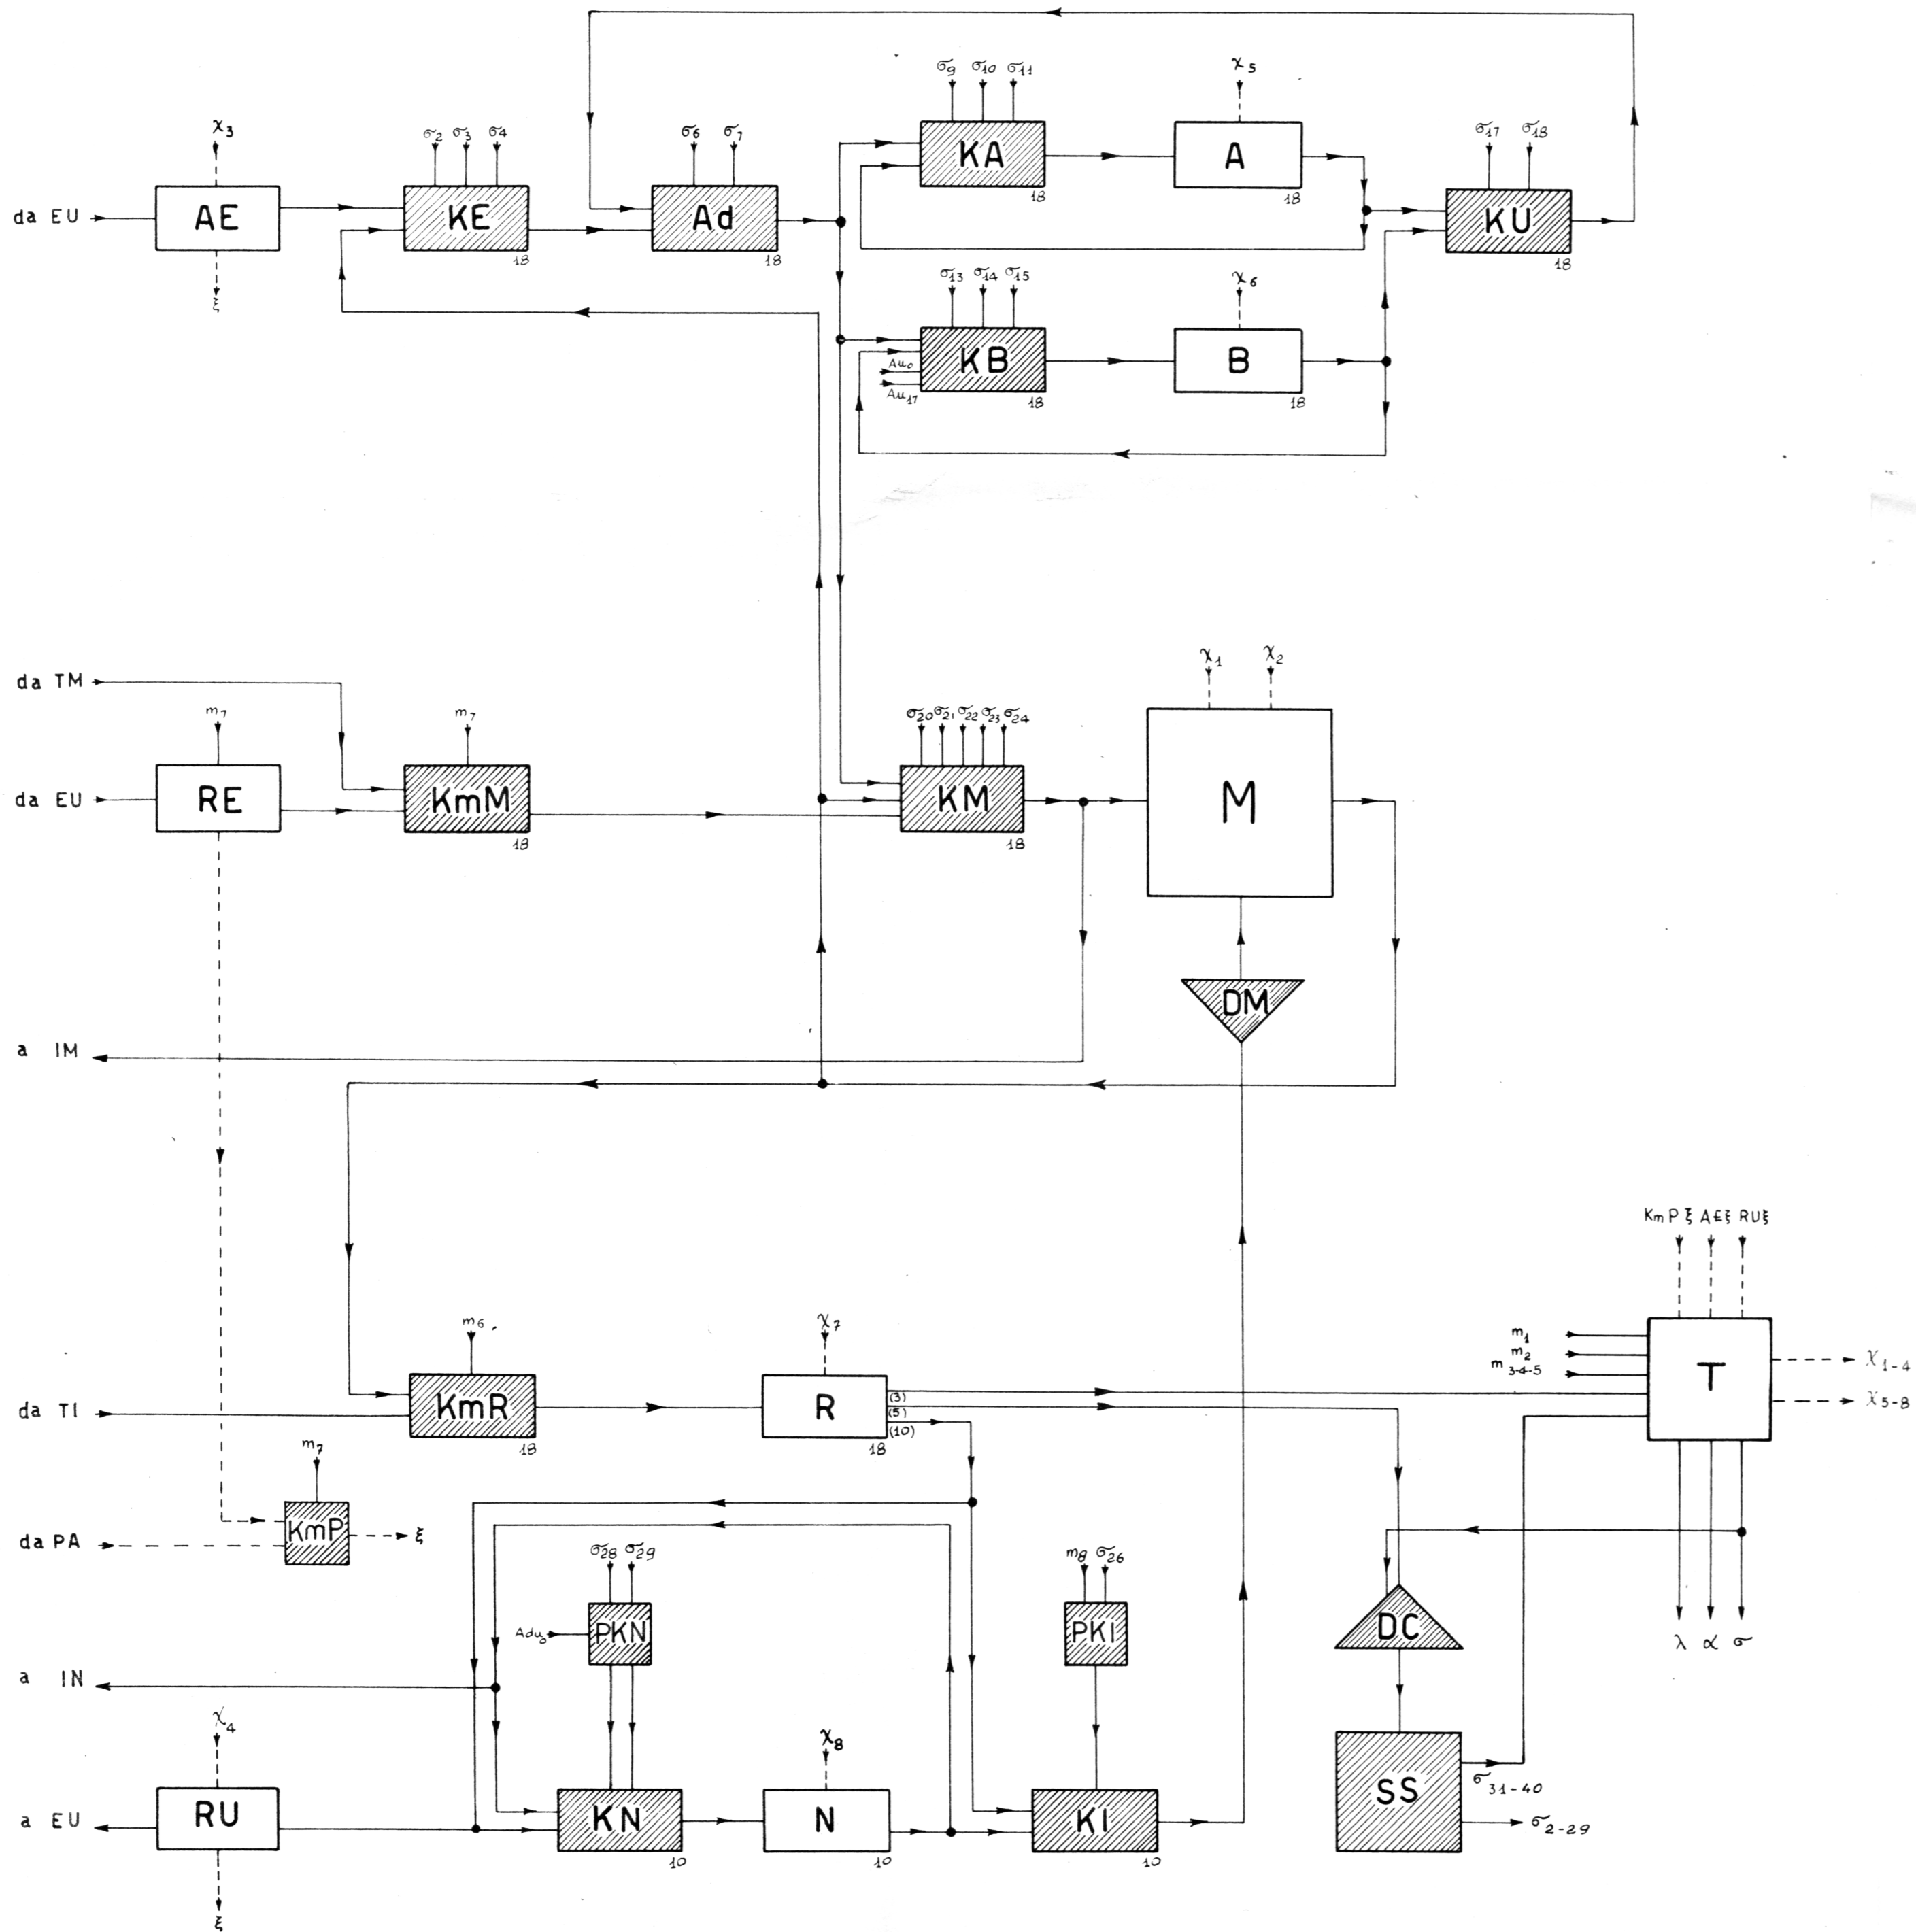 χ5
σ9 σ10 σ11
χ3
σ2 σ3 σ4
σ6 σ7
KA
18
A
18
σ17 σ18
da EU
AE
ξ
KE
18
Ad
18
KU
18
σ13 σ14 σ15
χ6
Au0
Au17
KB
18
B
18
χ1 χ2
da TM
m7
m7
σ20 σ21 σ22 σ23 σ24
da EU
RE
KmM
18
KM
18
M
DM
a IM
KmP ξ AE ξ RU ξ
m6
χ7
m1
m2
m3-4-5
T
χ1-4
χ5-8
da TI
KmR
18
R
18
(3)
(5)
(10)
m7
da PA
KmP
ξ
σ28 σ29
m8 σ26
Adu0
PKN
PKI
DC
λ α σ
a IN
χ4
χ8
a EU
RU
ξ
KN
10
N
10
KI
10
SS
σ31-40
σ2-29